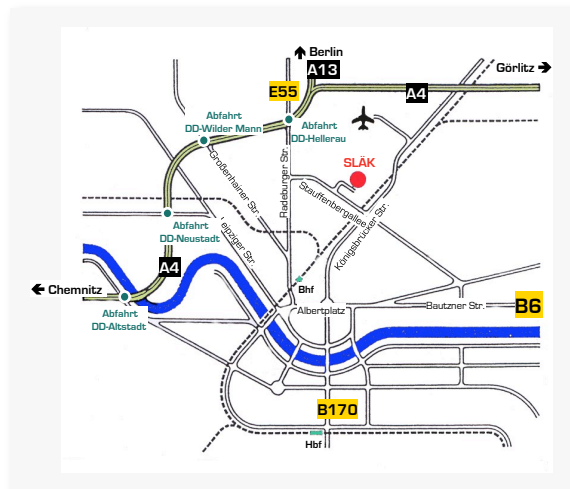 Berlin
Görlitz
A13
E55
A4
Abfahrt
DD-Wilder Mann
Abfahrt
DD-Hellerau
SLÄK
Großenhainer Str.
Radeburger Str.
Stauffenbergallee
Königsbrücker Str.
Abfahrt
DD-Neustadt
Leipziger Str.
A4
Chemnitz
Bhf
Abfahrt
DD-Altstadt
Albertplatz
Bautzner Str.
B6
B170
Hbf